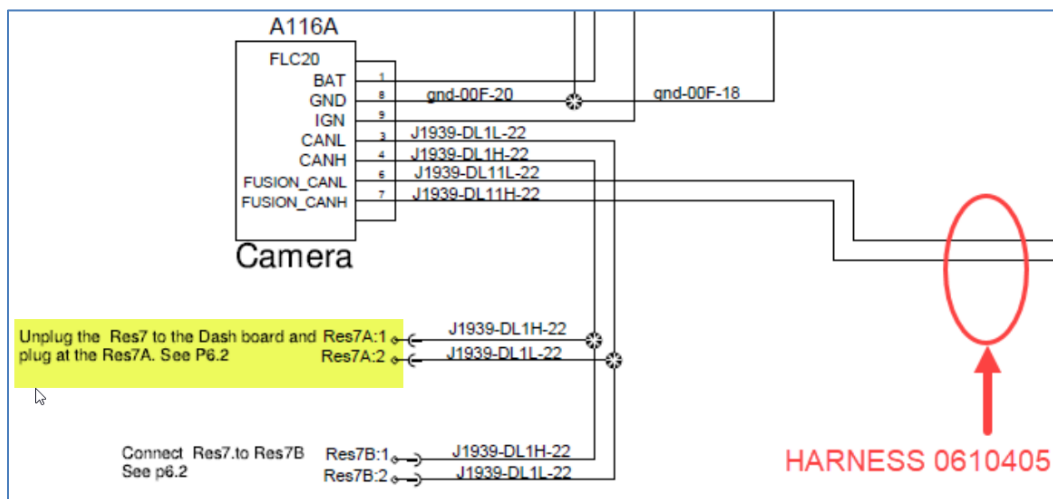 A116A
FLC20
BAT 1
GND 8 gnd-00F-20 gnd-00F-18
IGN 9
CANL 3 J1939-DL1L-22
CANH 4 J1939-DL1H-22
FUSION_CANL 6 J1939-DL11L-22
FUSION_CANH 7 J1939-DL11H-22
Camera
Unplug the Res7 to the Dash board and Res7A:1 J1939-DL1H-22
plug at the Res7A. See P6.2 Res7A:2 J1939-DL1L-22
Connect Res7.to Res7B Res7B:1 J1939-DL1H-22
See p6.2 Res7B:2 J1939-DL1L-22
HARNESS 0610405